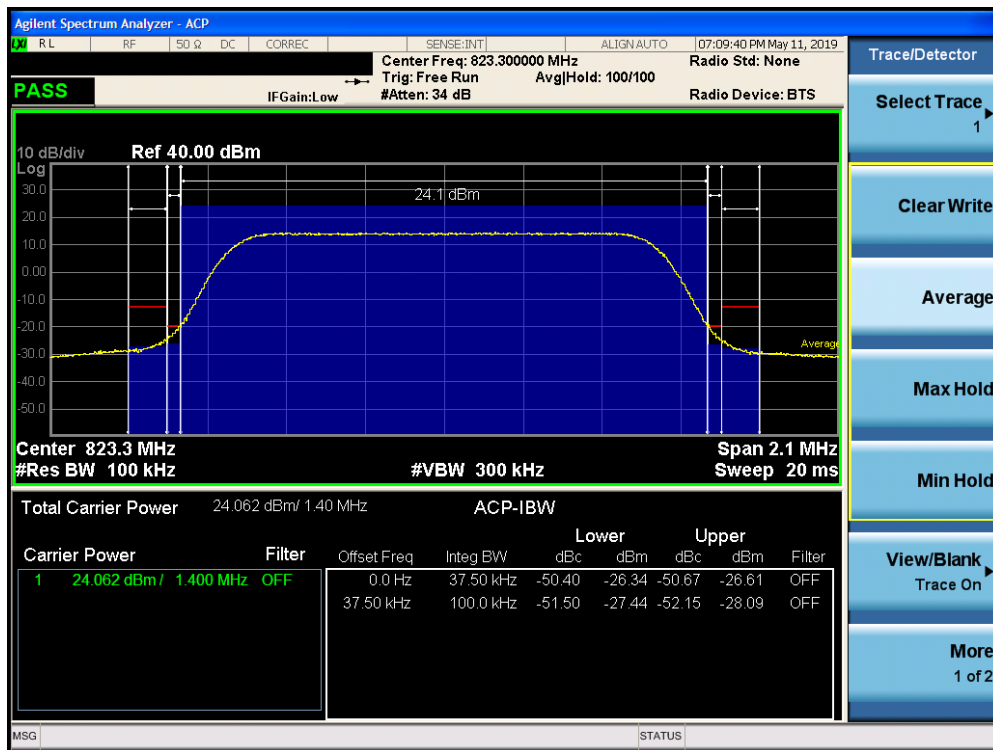 Agilent Spectrum Analyzer - ACP
LXI RL RF 50 Ω DC CORREC SENSE:INT ALIGN AUTO 07:09:40 PM May 11, 2019
Center Freq: 823.300000 MHz Radio Std: None
Trig: Free Run Avg|Hold: 100/100
PASS IFGain:Low #Atten: 34 dB Radio Device: BTS
10 dB/div Ref 40.00 dBm
Log
30.0
24.1 dBm
20.0
10.0
0.00
-10.0
-20.0
-30.0
Average
-40.0
-50.0
Center 823.3 MHz Span 2.1 MHz
#Res BW 100 kHz #VBW 300 kHz Sweep 20 ms
Total Carrier Power 24.062 dBm/ 1.40 MHz ACP-IBW
Lower Upper
Carrier Power Filter Offset Freq Integ BW dBc dBm dBc dBm Filter
1 24.062 dBm / 1.400 MHz OFF 0.0 Hz 37.50 kHz -50.40 -26.34 -50.67 -26.61 OFF
37.50 kHz 100.0 kHz -51.50 -27.44 -52.15 -28.09 OFF
MSG STATUS
Trace/Detector
Select Trace
1
Clear Write
Average
Max Hold
Min Hold
View/Blank
Trace On
More
1 of 2